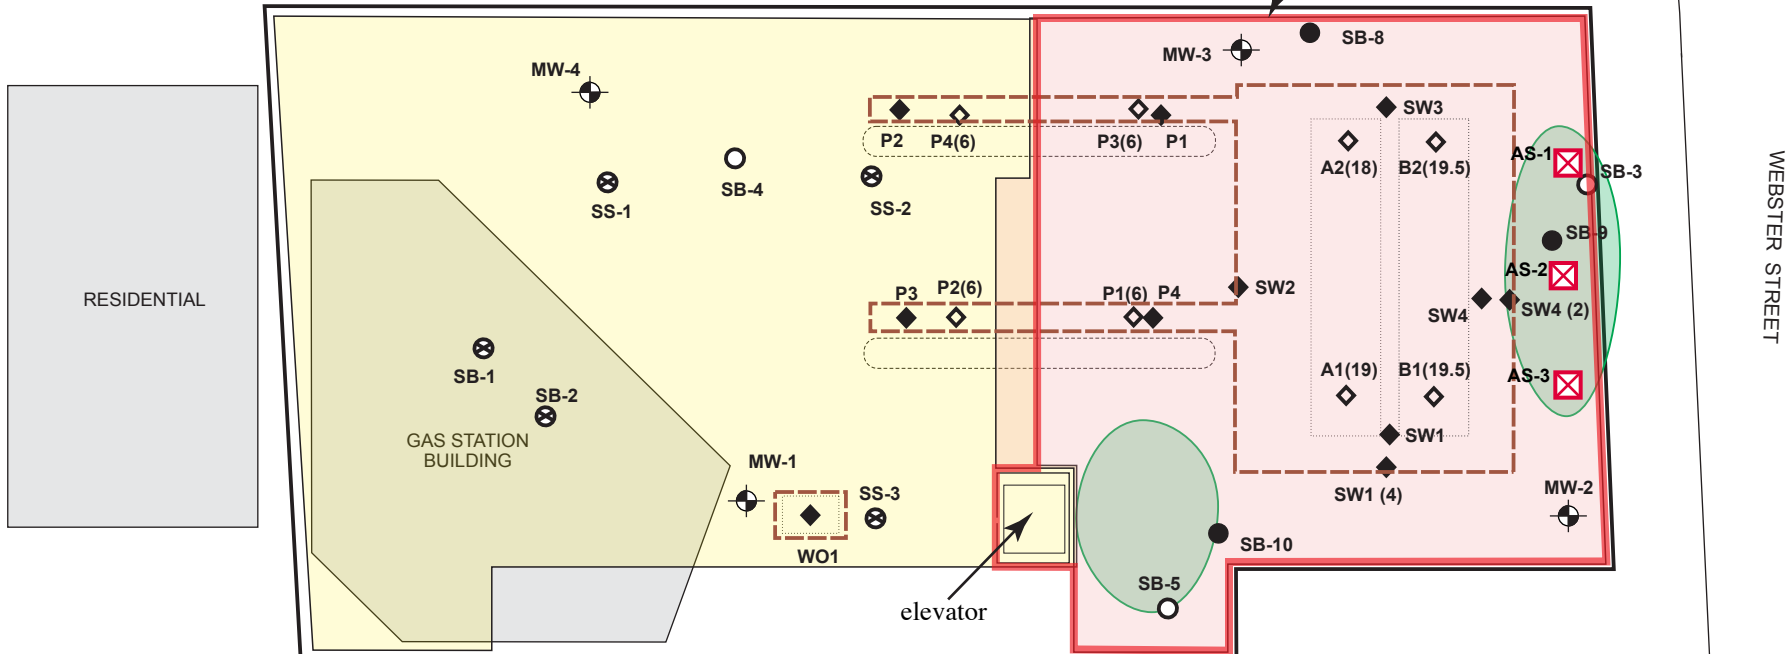 SB-8
MW-3
MW-4
SW3
P2
P4(6)
P3(6)
P1
A2(18)
B2(19.5)
AS-1
SB-3
SB-4
SS-1
SS-2
SB-9
WEBSTER STREET
AS-2
RESIDENTIAL
P3
P2(6)
P1(6)
P4
SW2
SW4
SW4 (2)
SB-1
SB-2
A1(19)
B1(19.5)
AS-3
GAS STATION
BUILDING
SW1
MW-1
SS-3
SW1 (4)
MW-2
WO1
SB-10
SB-5
elevator